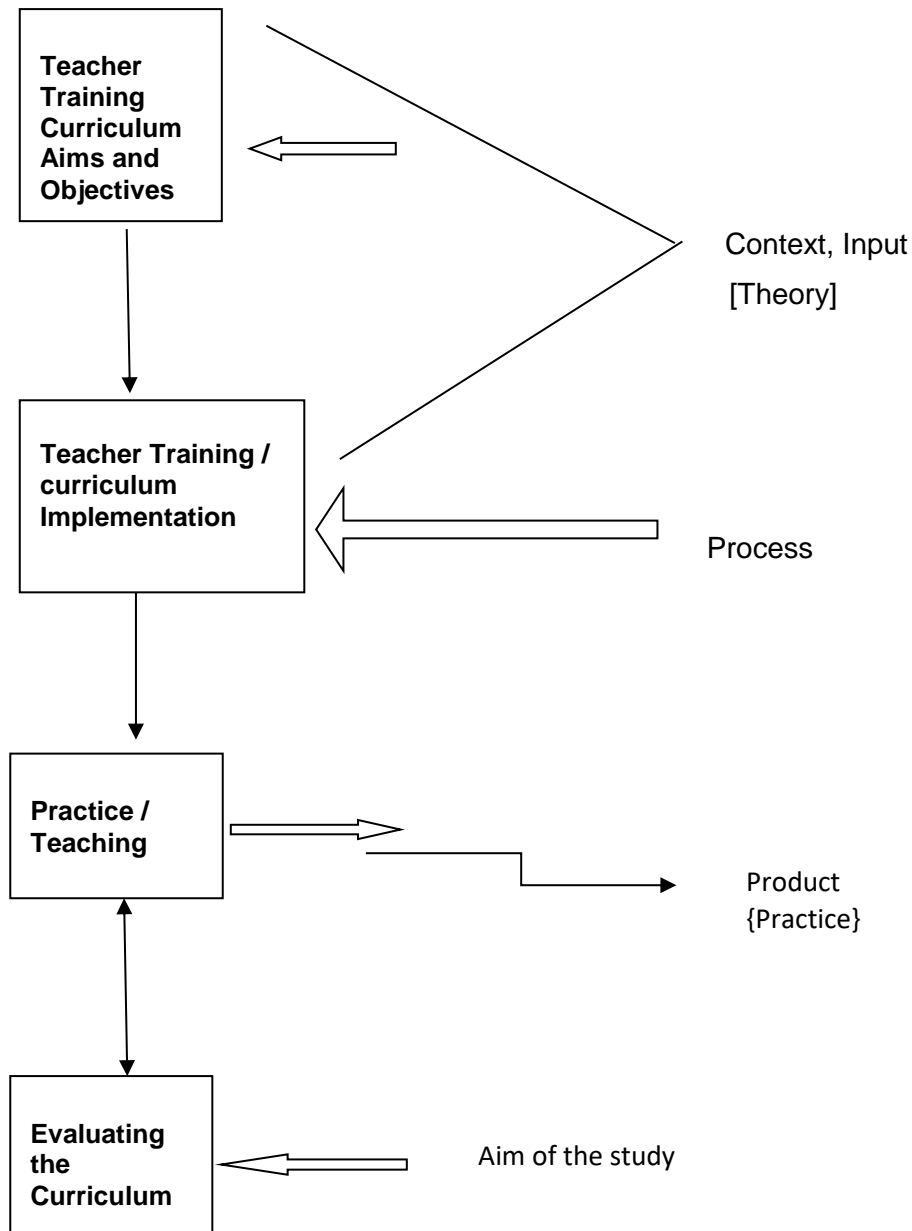 Teacher
Training
Curriculum
Aims and
Objectives
Context, Input
[Theory]
Teacher Training /
curriculum
Implementation
Process
Practice /
Teaching
Product
{Practice}
Evaluating
the
Curriculum
Aim of the study